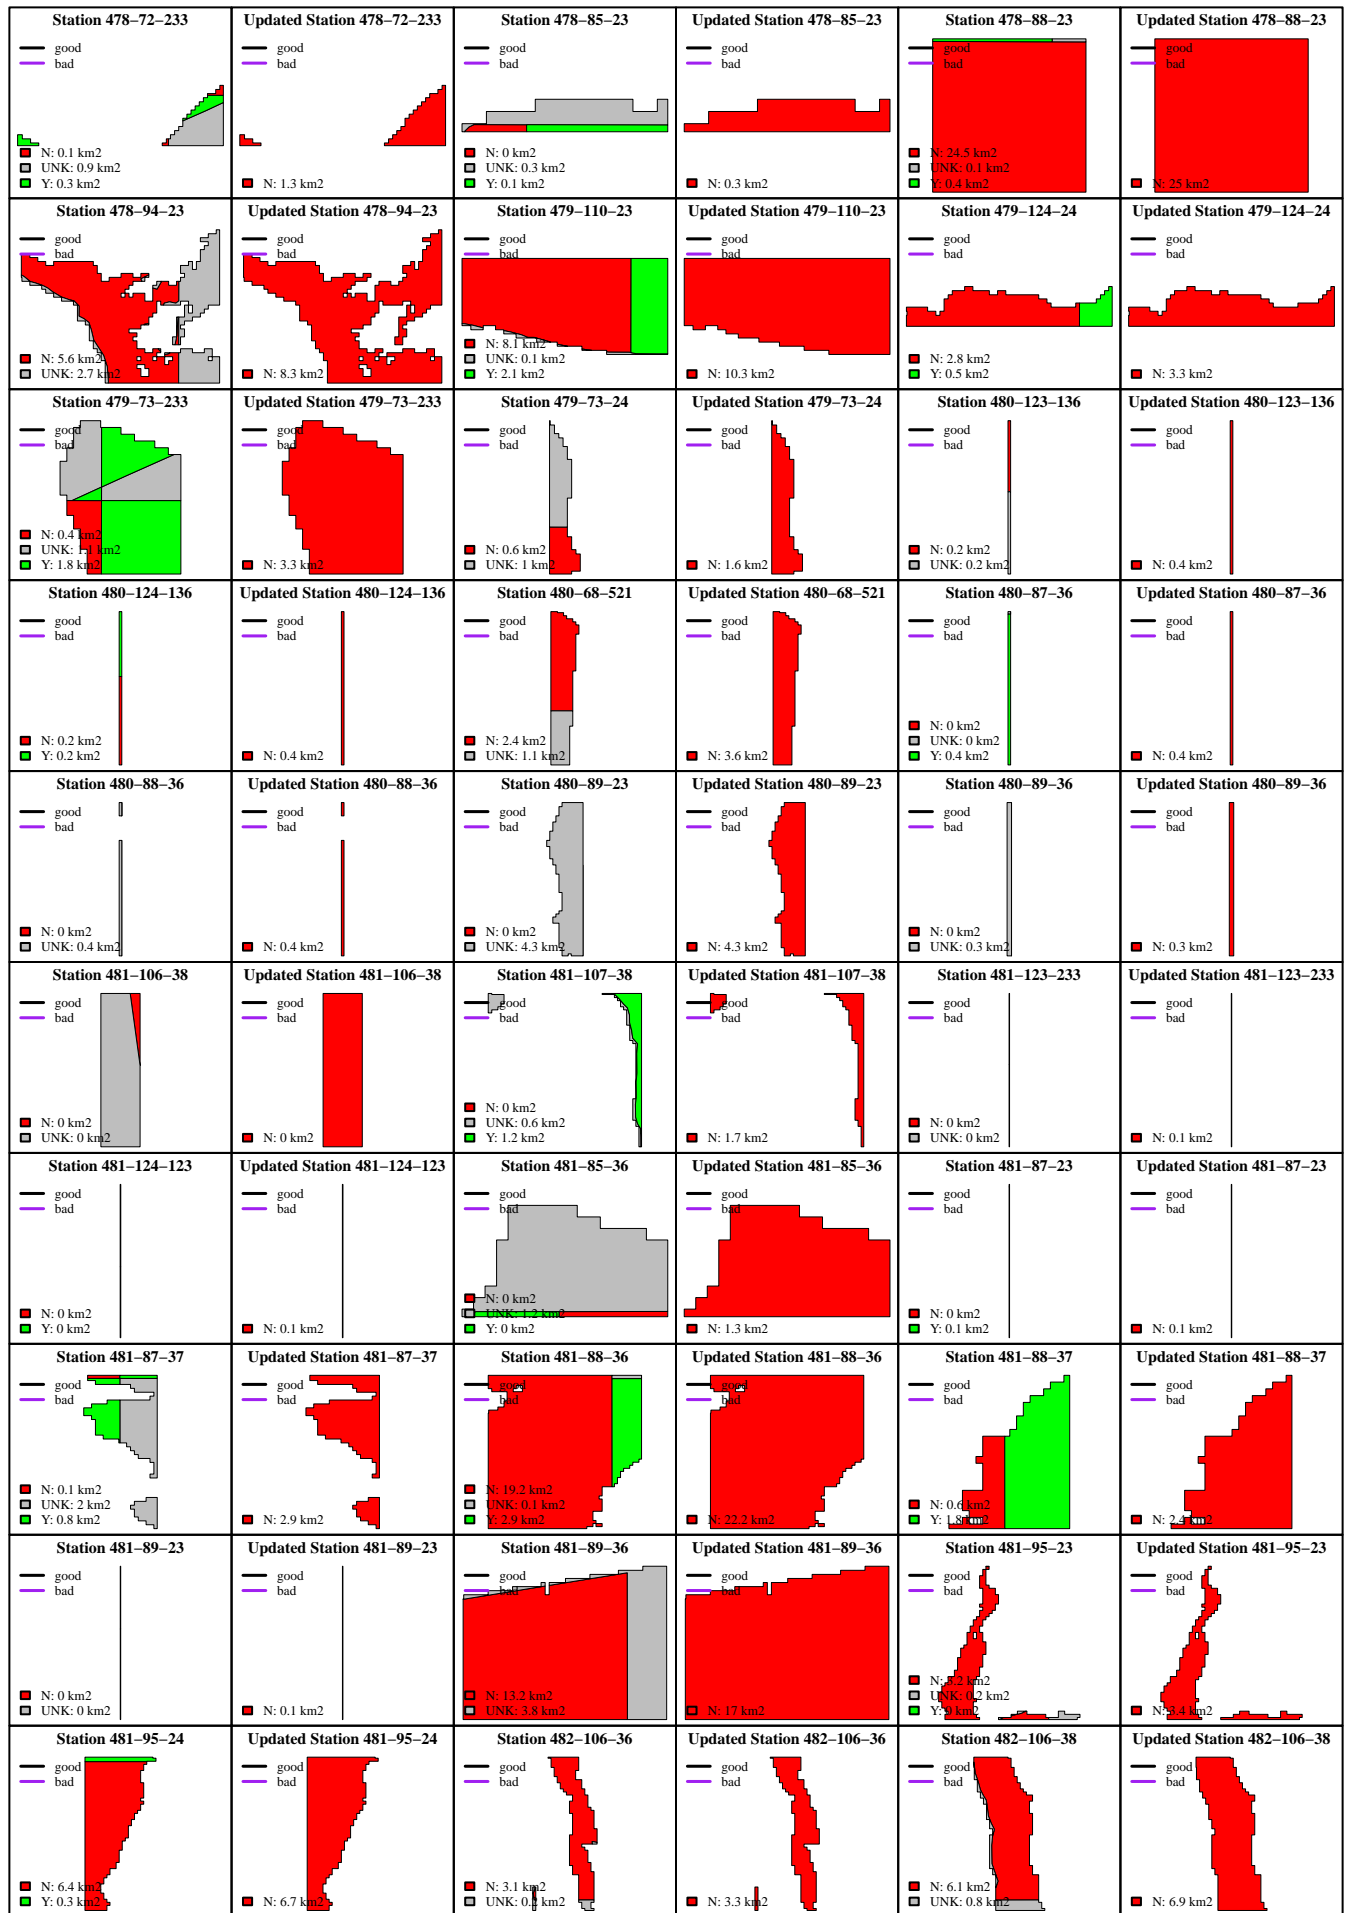 Station 478−72−233
good
bad
N: 0.1 km2
UNK: 0.9 km2
Y: 0.3 km2
Updated Station 478−72−233
good
bad
N: 1.3 km2
Station 478−85−23
good
bad
N: 0 km2
UNK: 0.3 km2
Y: 0.1 km2
Updated Station 478−85−23
good
bad
N: 0.3 km2
Station 478−88−23
good
bad
N: 24.5 km2
UNK: 0.1 km2
Y: 0.4 km2
Updated Station 478−88−23
good
bad
N: 25 km2
Station 478−94−23
good
bad
N: 5.6 km2
UNK: 2.7 km2
Updated Station 478−94−23
good
bad
N: 8.3 km2
Station 479−110−23
good
bad
N: 8.1 km2
UNK: 0.1 km2
Y: 2.1 km2
Updated Station 479−110−23
good
bad
N: 10.3 km2
Station 479−124−24
good
bad
N: 2.8 km2
Y: 0.5 km2
Updated Station 479−124−24
good
bad
N: 3.3 km2
Station 479−73−233
good
bad
N: 0.4 km2
UNK: 1.1 km2
Y: 1.8 km2
Updated Station 479−73−233
good
bad
N: 3.3 km2
Station 479−73−24
good
bad
N: 0.6 km2
UNK: 1 km2
Updated Station 479−73−24
good
bad
N: 1.6 km2
Station 480−123−136
good
bad
N: 0.2 km2
UNK: 0.2 km2
Updated Station 480−123−136
good
bad
N: 0.4 km2
Station 480−124−136
good
bad
N: 0.2 km2
Y: 0.2 km2
Updated Station 480−124−136
good
bad
N: 0.4 km2
Station 480−68−521
good
bad
N: 2.4 km2
UNK: 1.1 km2
Updated Station 480−68−521
good
bad
N: 3.6 km2
Station 480−87−36
good
bad
N: 0 km2
UNK: 0 km2
Y: 0.4 km2
Updated Station 480−87−36
good
bad
N: 0.4 km2
Station 480−88−36
good
bad
N: 0 km2
UNK: 0.4 km2
Updated Station 480−88−36
good
bad
N: 0.4 km2
Station 480−89−23
good
bad
N: 0 km2
UNK: 4.3 km2
Updated Station 480−89−23
good
bad
N: 4.3 km2
Station 480−89−36
good
bad
N: 0 km2
UNK: 0.3 km2
Updated Station 480−89−36
good
bad
N: 0.3 km2
Station 481−106−38
good
bad
N: 0 km2
UNK: 0 km2
Updated Station 481−106−38
good
bad
N: 0 km2
Station 481−107−38
good
bad
N: 0 km2
UNK: 0.6 km2
Y: 1.2 km2
Updated Station 481−107−38
good
bad
N: 1.7 km2
Station 481−123−233
good
bad
N: 0 km2
UNK: 0 km2
Updated Station 481−123−233
good
bad
N: 0.1 km2
Station 481−124−123
good
bad
N: 0 km2
Y: 0 km2
Updated Station 481−124−123
good
bad
N: 0.1 km2
Station 481−85−36
good
bad
N: 0 km2
UNK: 1.2 km2
Y: 0 km2
Updated Station 481−85−36
good
bad
N: 1.3 km2
Station 481−87−23
good
bad
N: 0 km2
Y: 0.1 km2
Updated Station 481−87−23
good
bad
N: 0.1 km2
Station 481−87−37
good
bad
N: 0.1 km2
UNK: 2 km2
Y: 0.8 km2
Updated Station 481−87−37
good
bad
N: 2.9 km2
Station 481−88−36
good
bad
N: 19.2 km2
UNK: 0.1 km2
Y: 2.9 km2
Updated Station 481−88−36
good
bad
N: 22.2 km2
Station 481−88−37
good
bad
N: 0.6 km2
Y: 1.8 km2
Updated Station 481−88−37
good
bad
N: 2.4 km2
Station 481−89−23
good
bad
N: 0 km2
UNK: 0 km2
Updated Station 481−89−23
good
bad
N: 0.1 km2
Station 481−89−36
good
bad
N: 13.2 km2
UNK: 3.8 km2
Updated Station 481−89−36
good
bad
N: 17 km2
Station 481−95−23
good
bad
N: 3.2 km2
UNK: 0.2 km2
Y: 0 km2
Updated Station 481−95−23
good
bad
N: 3.4 km2
Station 481−95−24
good
bad
N: 6.4 km2
Y: 0.3 km2
Updated Station 481−95−24
good
bad
N: 6.7 km2
Station 482−106−36
good
bad
N: 3.1 km2
UNK: 0.2 km2
Updated Station 482−106−36
good
bad
N: 3.3 km2
Station 482−106−38
good
bad
N: 6.1 km2
UNK: 0.8 km2
Updated Station 482−106−38
good
bad
N: 6.9 km2